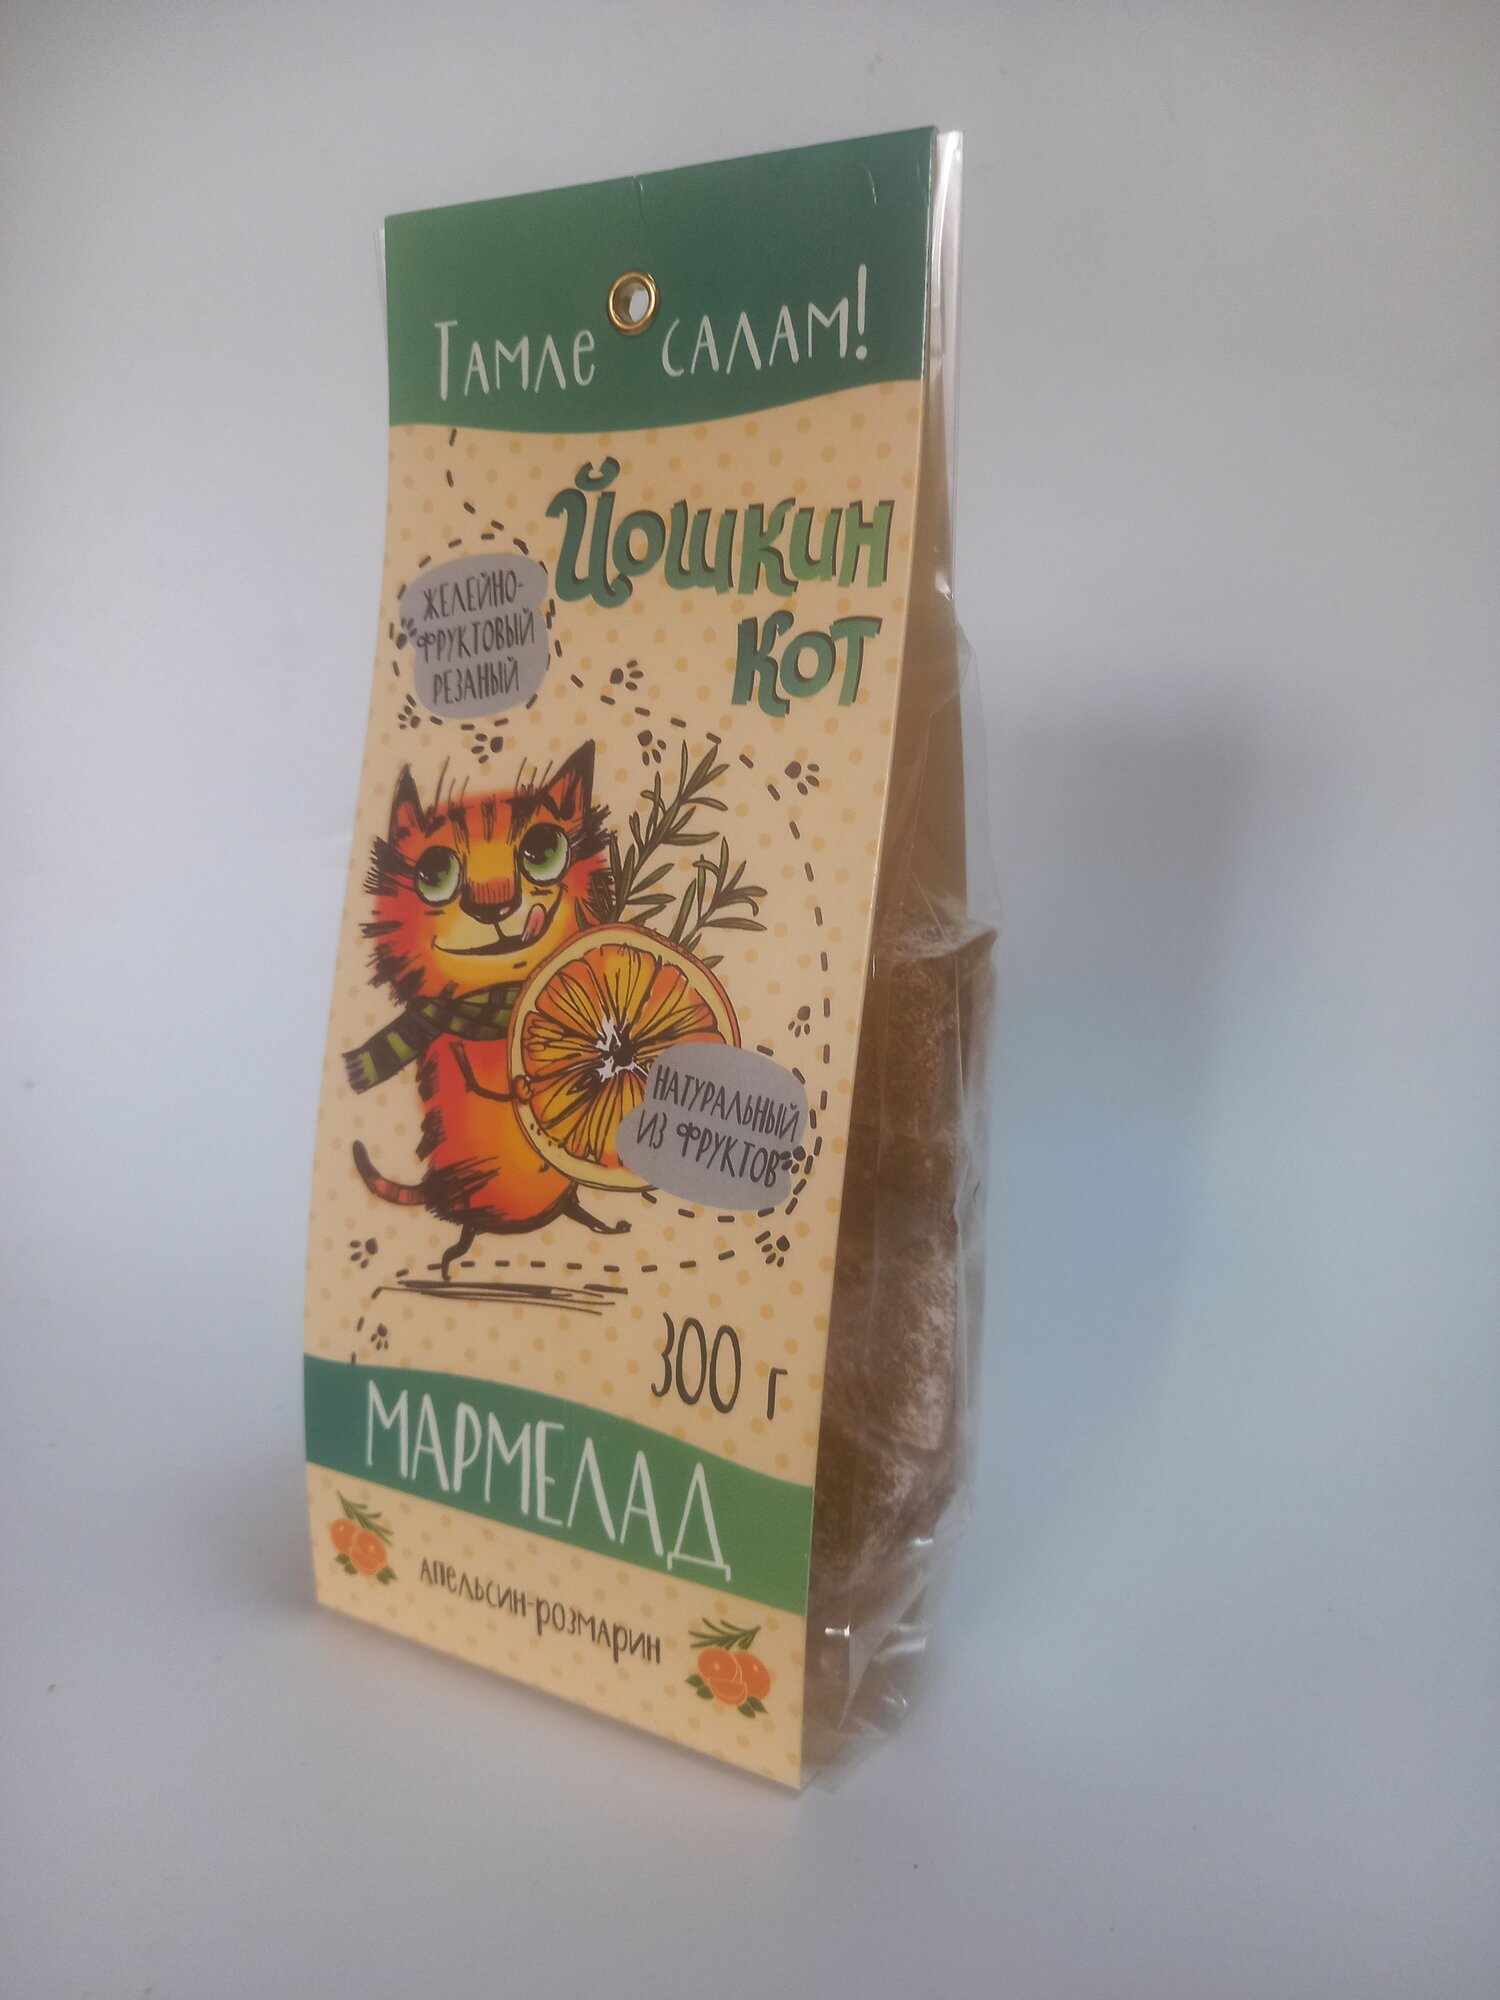 Тамле салам!
Йошкин
кот
ЖЕЛЕЙНО-
ФРУКТОВЫЙ
РЕЗАНЫЙ
НАТУРАЛЬНЫЙ
ИЗ ФРУКТОВ
300 г
МАРМЕЛАД
апельсин-розмарин